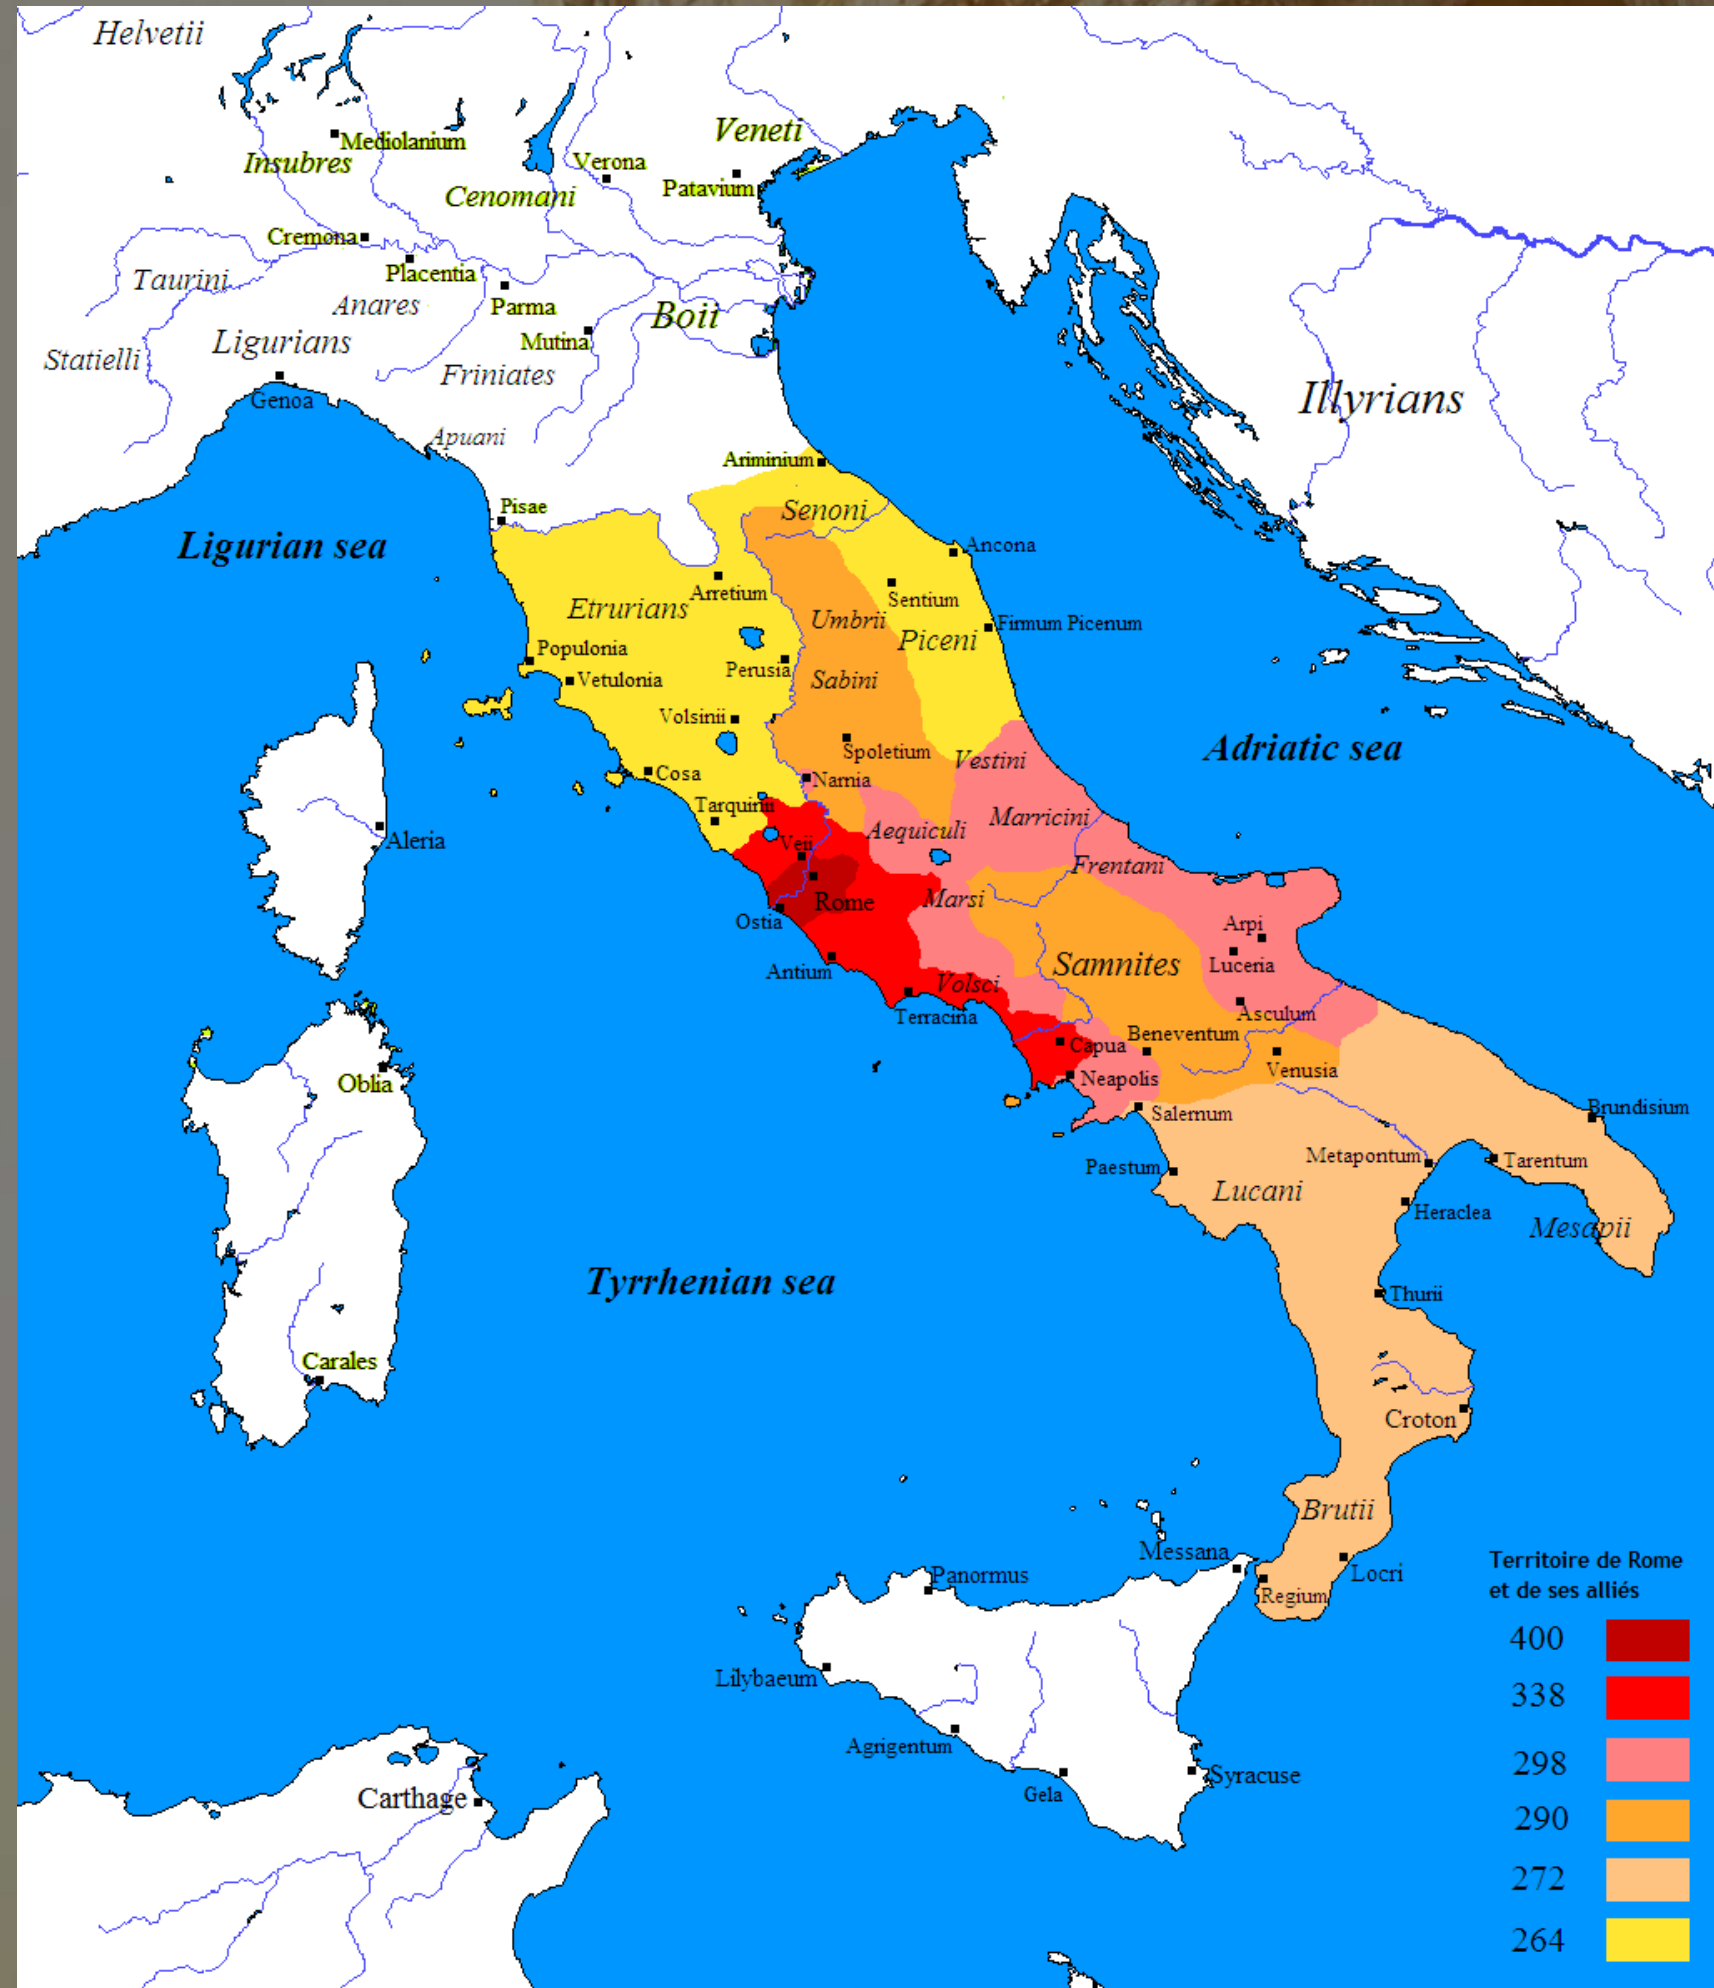 Helvetii
Mediolanium
Insubres
Veneti
Verona
Cenomani
Patavium
Cremona
Placentia
Taurini
Anares
Parma
Boii
Mutina
Ligurians
Statielli
Friniates
Genoa
Illyrians
Apuani
Ariminium
Pisae
Senoni
Ligurian sea
Ancona
Arretium
Sentium
Etrurians
Umbrii
Firmum Picenum
Piceni
Populonia
Perusia
Vetulonia
Sabini
Volsinii
Spoletium
Vestini
Adriatic sea
Cosa
Narnia
Tarquinii
Marricini
Aequiculi
Aleria
Veii
Frentani
Rome
Marsi
Ostia
Arpi
Samnites
Luceria
Antium
Volsci
Terracina
Asculum
Beneventum
Capua
Venusia
Neapolis
Oblia
Salernum
Brundisium
Metapontum
Tarentum
Paestum
Lucani
Heraclea
Mesapii
Tyrrhenian sea
Thurii
Carales
Croton
Brutii
Messana
Locri
Panormus
Regium
Lilybaeum
Agrigentum
Syracuse
Gela
Carthage
Territoire de Rome
et de ses alliés
400
338
298
290
272
264